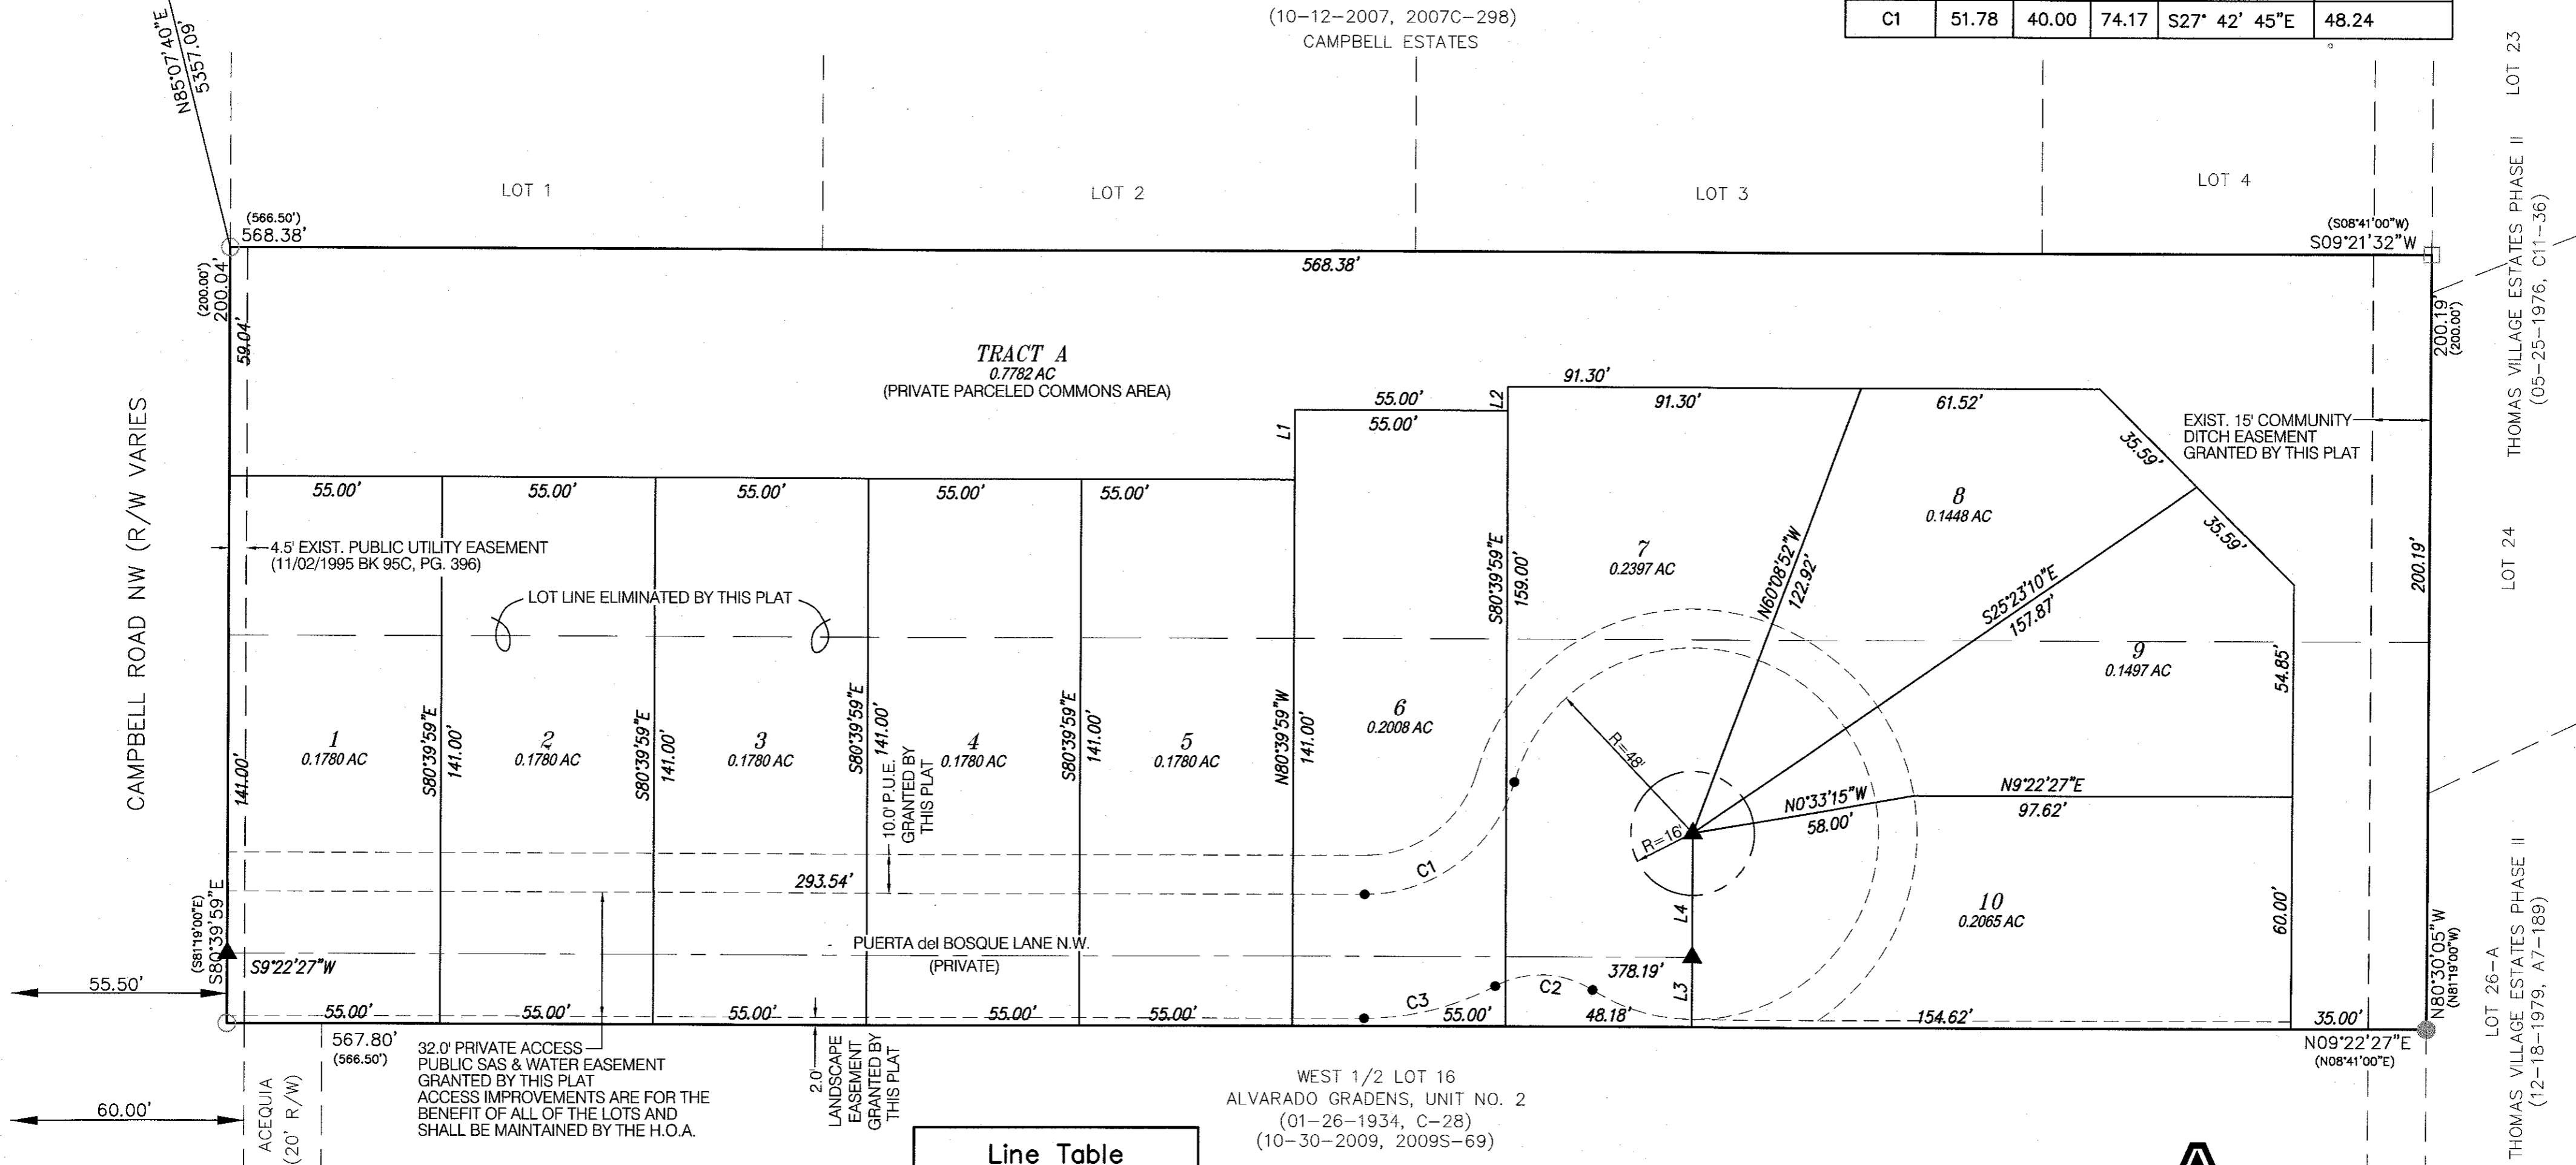 (10-12-2007, 2007C-298)
CAMPBELL ESTATES
C1 51.78 40.00 74.17 S27° 42' 45"E 48.24
N85°07'40"E
5357.09'
LOT 1
LOT 2
LOT 3
LOT 4
LOT 23
THOMAS VILLAGE ESTATES PHASE II
(05-25-1976, C11-36)
LOT 24
(566.50')
568.38'
568.38'
(S08°41'00"W)
S09°21'32"W
(200.00')
200.04'
59.04'
200.19'
(200.00')
TRACT A
0.7782 AC
(PRIVATE PARCELED COMMONS AREA)
L1
55.00'
55.00'
L2
91.30'
91.30'
61.52'
35.59'
35.59'
EXIST. 15' COMMUNITY
DITCH EASEMENT
GRANTED BY THIS PLAT
CAMPBELL ROAD NW (R/W VARIES
55.00'
55.00'
55.00'
55.00'
55.00'
4.5' EXIST. PUBLIC UTILITY EASEMENT
(11/02/1995 BK 95C, PG. 396)
LOT LINE ELIMINATED BY THIS PLAT
1
0.1780 AC
2
0.1780 AC
3
0.1780 AC
4
0.1780 AC
5
0.1780 AC
6
0.2008 AC
7
0.2397 AC
8
0.1448 AC
9
0.1497 AC
10
0.2065 AC
141.00'
S80°39'59"E
141.00'
S80°39'59"E
141.00'
S80°39'59"E
141.00'
S80°39'59"E
141.00'
N80°39'59"W
141.00'
S80°39'59"E
159.00'
N60°08'52"W
122.92'
S25°23'10"E
157.87'
54.85'
200.19'
N0°33'15"W
58.00'
N9°22'27"E
97.62'
60.00'
R=48'
R=16'
10.0' P.U.E.
GRANTED BY
THIS PLAT
293.54'
C1
L4
L3
(S81°19'00"E)
S80°39'59"E
S9°22'27"W
PUERTA del BOSQUE LANE N.W.
(PRIVATE)
378.19'
C3
C2
55.50'
55.00'
55.00'
55.00'
55.00'
55.00'
55.00'
48.18'
154.62'
35.00'
N80°30'05"W
(N81°19'00"W)
567.80'
(566.50')
N09°22'27"E
(N08°41'00"E)
32.0' PRIVATE ACCESS
PUBLIC SAS & WATER EASEMENT
GRANTED BY THIS PLAT
ACCESS IMPROVEMENTS ARE FOR THE
BENEFIT OF ALL OF THE LOTS AND
SHALL BE MAINTAINED BY THE H.O.A.
2.0'
LANDSCAPE
EASEMENT
GRANTED BY
THIS PLAT
60.00'
ACEQUIA
(20' R/W)
WEST 1/2 LOT 16
ALVARADO GRADENS, UNIT NO. 2
(01-26-1934, C-28)
(10-30-2009, 2009S-69)
LOT 26-A
THOMAS VILLAGE ESTATES PHASE II
(12-18-1979, A7-189)
Line Table